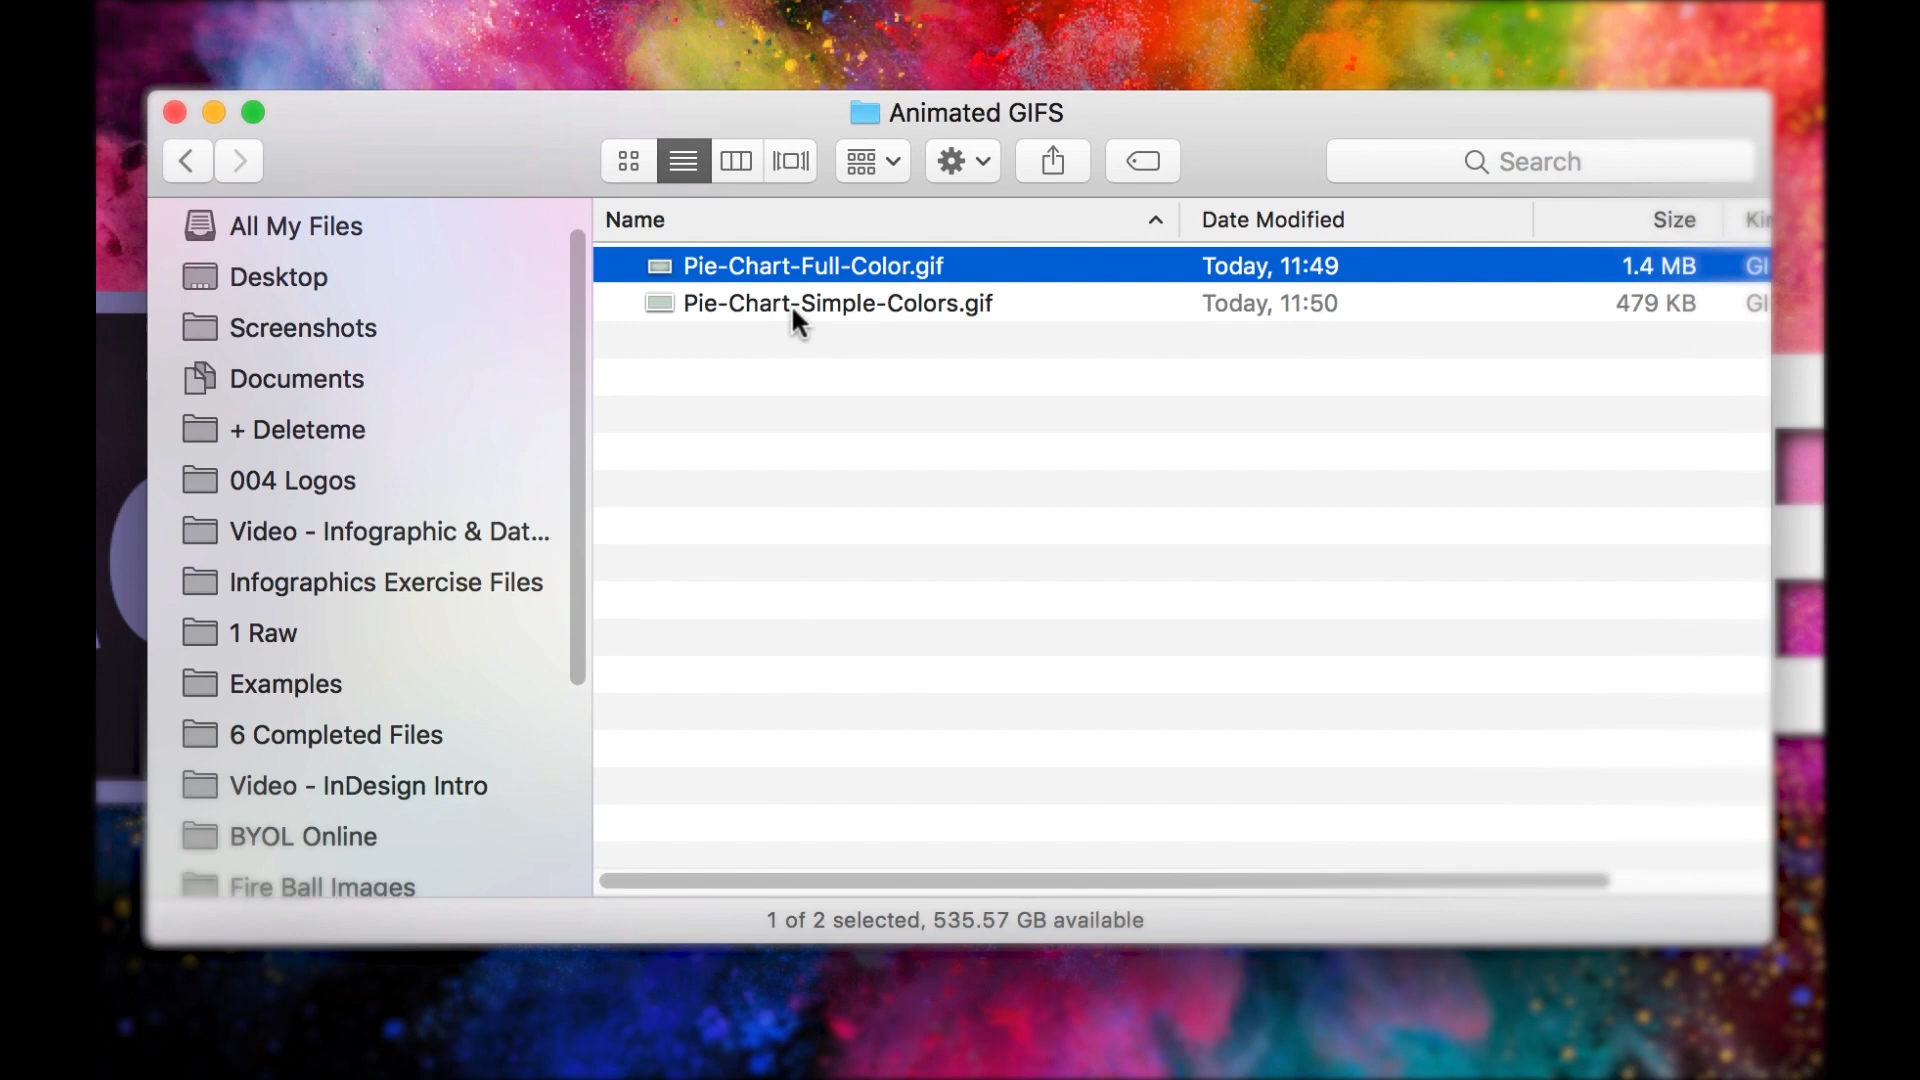 Animated GIFS
Search
Name
Date Modified
Size
All My Files
Desktop
Screenshots
Documents
+ Deleteme
004 Logos
Video - Infographic & Dat...
Infographics Exercise Files
1 Raw
Examples
6 Completed Files
Video - InDesign Intro
BYOL Online
Fire Ball Images
Pie-Chart-Full-Color.gif Today, 11:49 1.4 MB GI
Pie-Chart-Simple-Colors.gif Today, 11:50 479 KB GI
1 of 2 selected, 535.57 GB available